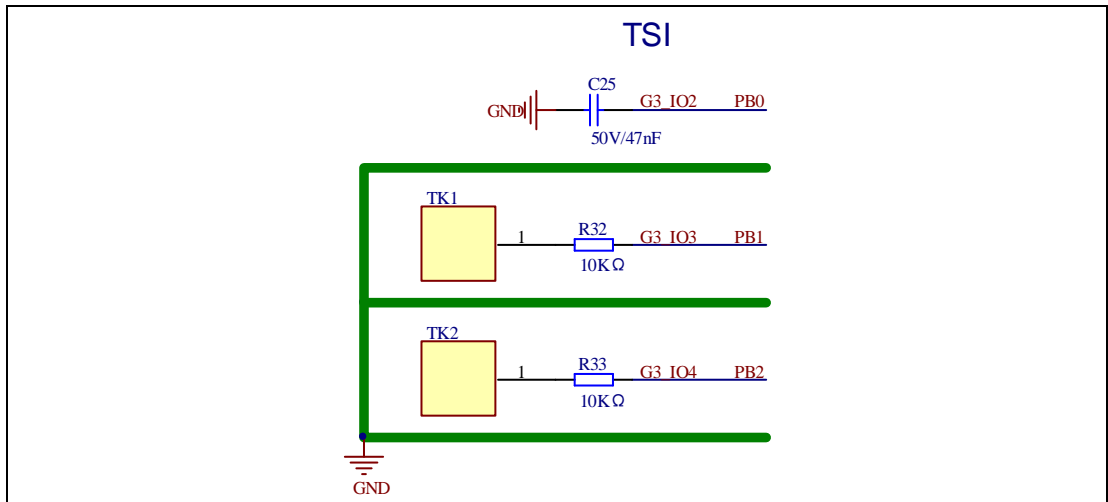 TSI
C25
GND G3_IO2 PB0
50V/47nF
TK1
R32
1 G3_IO3 PB1
10KΩ
TK2
R33
1 G3_IO4 PB2
10KΩ
GND